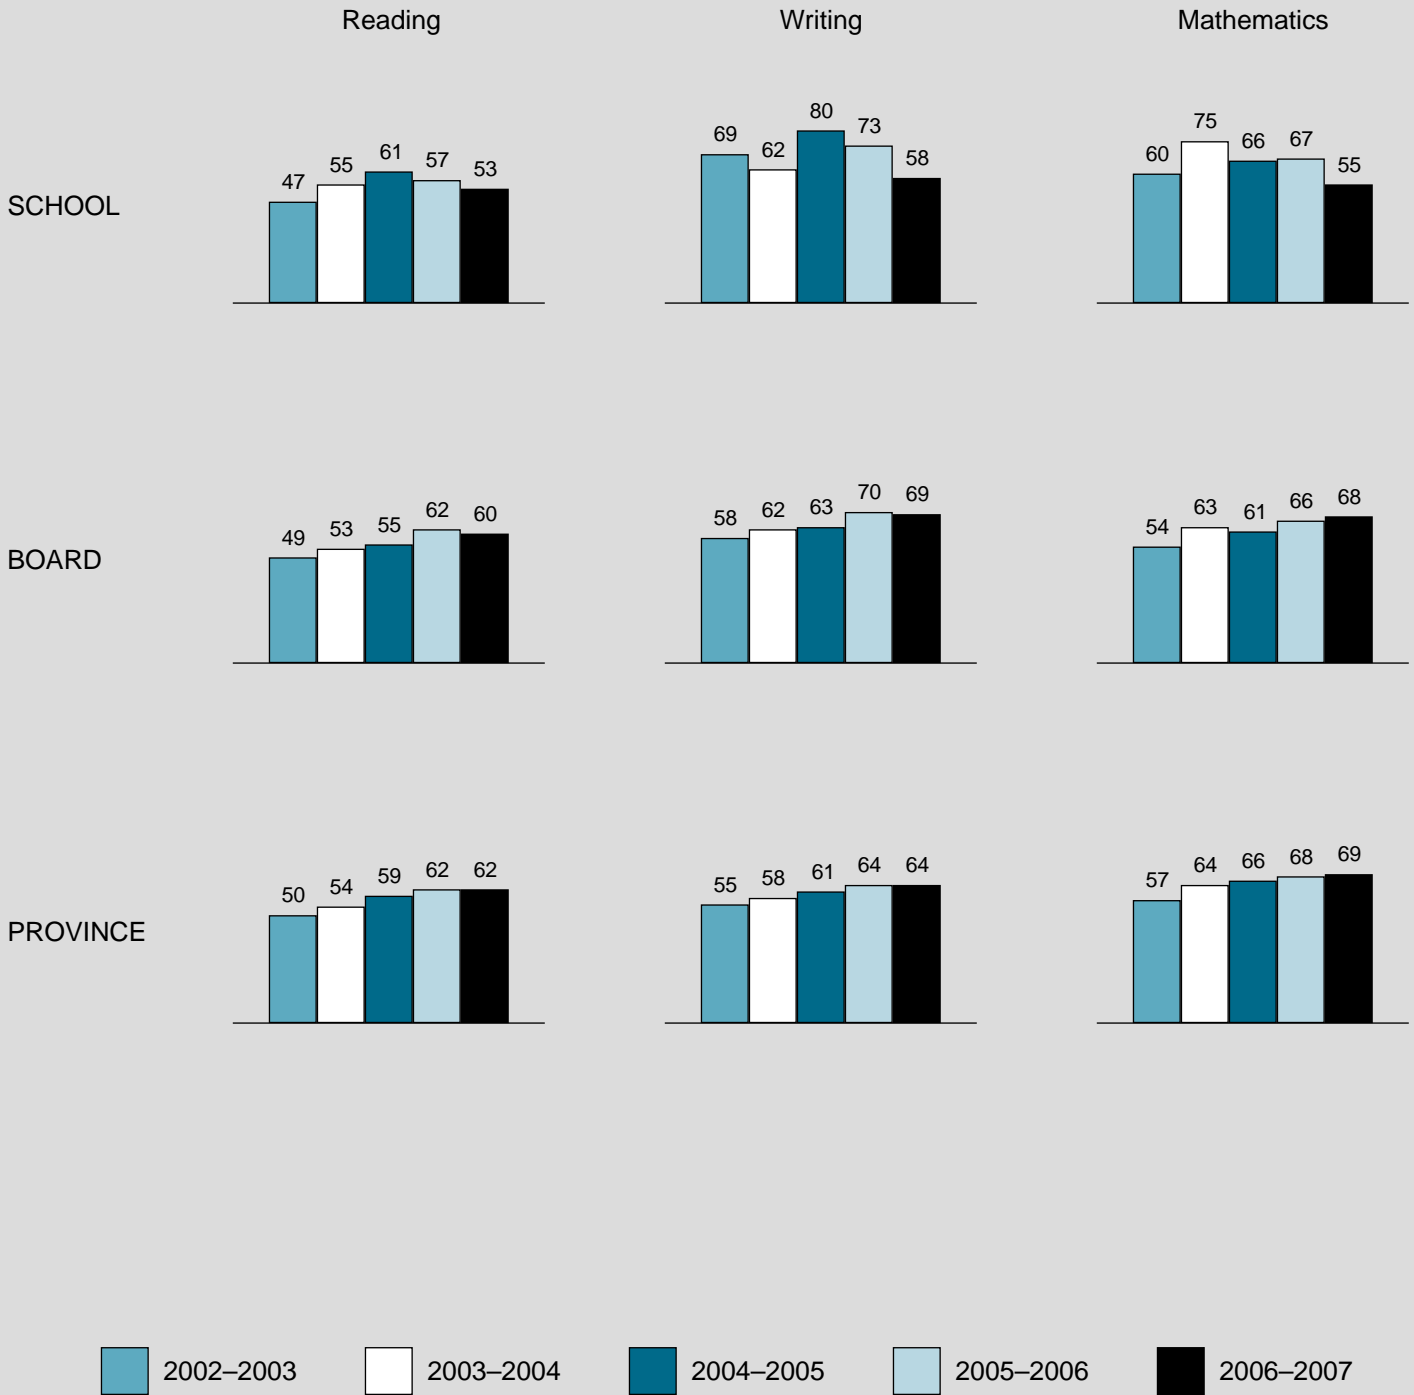 Reading Writing Mathematics
47 55 61 57 53 69 62 80 73 58 60 75 66 67 55
SCHOOL
49 53 55 62 60 58 62 63 70 69 54 63 61 66 68
BOARD
50 54 59 62 62 55 58 61 64 64 57 64 66 68 69
PROVINCE
2002–2003 2003–2004 2004–2005 2005–2006 2006–2007